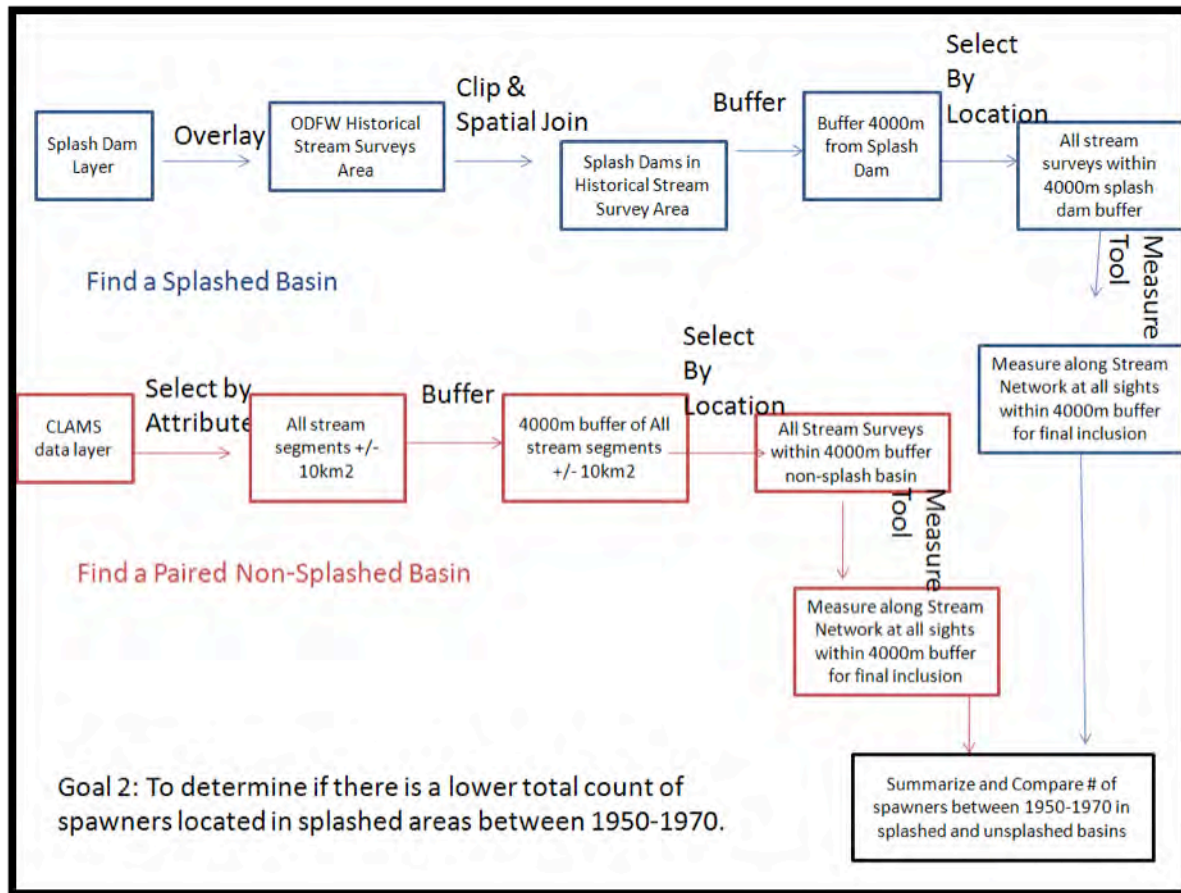 Splash Dam
Layer
Overlay
ODFW Historical
Stream Surveys
Area
Clip &
Spatial Join
Splash Dams in
Historical Stream
Survey Area
Buffer
Buffer 4000m
from Splash
Dam
Select
By
Location
All stream
surveys within
4000m splash
dam buffer
Measure
Tool
Measure along Stream
Network at all sights
within 4000m buffer
for final inclusion
Find a Splashed Basin
CLAMS
data layer
Select by
Attribute
All stream
segments +/-
10km2
Buffer
4000m buffer of All
stream segments
+/- 10km2
Select
By
Location
All Stream Surveys
within 4000m buffer
non-splash basin
Measure
Tool
Measure along Stream
Network at all sights
within 4000m buffer
for final inclusion
Find a Paired Non-Splashed Basin
Summarize and Compare # of
spawners between 1950-1970 in
splashed and unsplashed basins
Goal 2: To determine if there is a lower total count of
spawners located in splashed areas between 1950-1970.